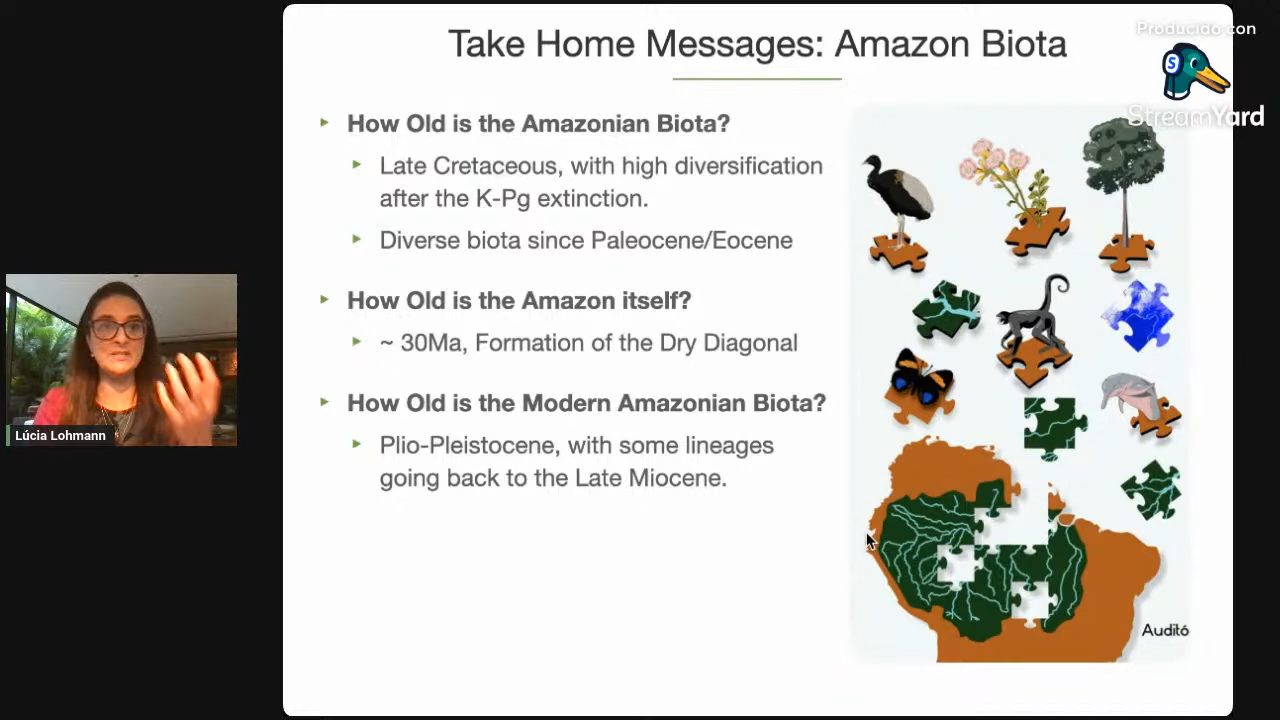 Take Home Messages: Amazon Biota
Producido con
S
StreamYard
How Old is the Amazonian Biota?
Late Cretaceous, with high diversification
after the K-Pg extinction.
Diverse biota since Paleocene/Eocene
How Old is the Amazon itself?
~ 30Ma, Formation of the Dry Diagonal
How Old is the Modern Amazonian Biota?
Plio-Pleistocene, with some lineages
going back to the Late Miocene.
Lúcia Lohmann
Auditó